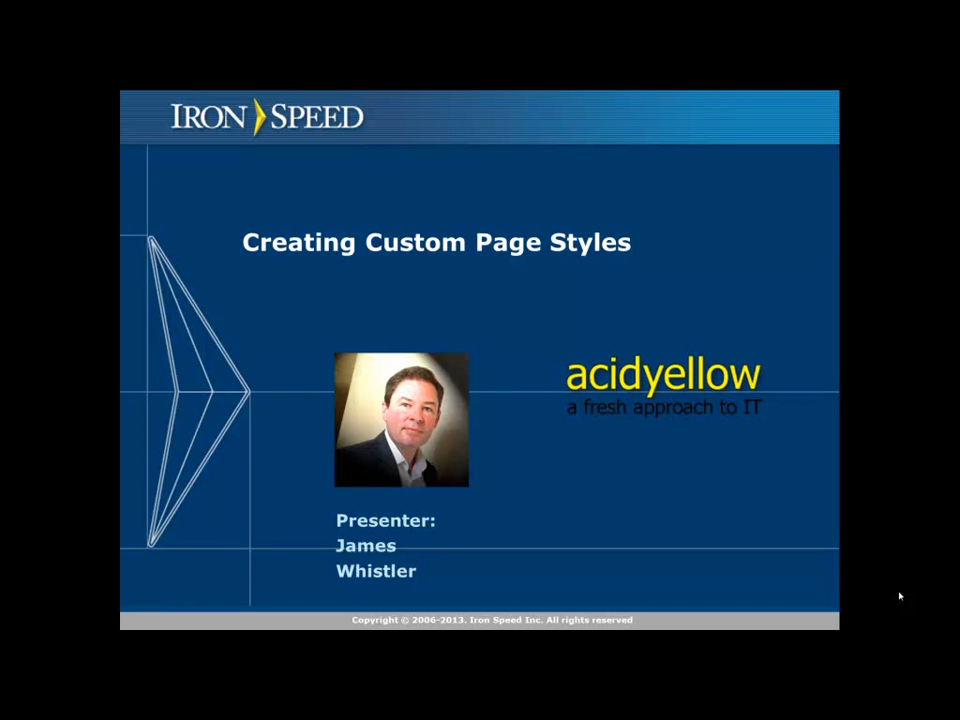 IRON SPEED
Creating Custom Page Styles
acidyellow
a fresh approach to IT
Presenter:
James
Whistler
Copyright © 2006-2013. Iron Speed Inc. All rights reserved